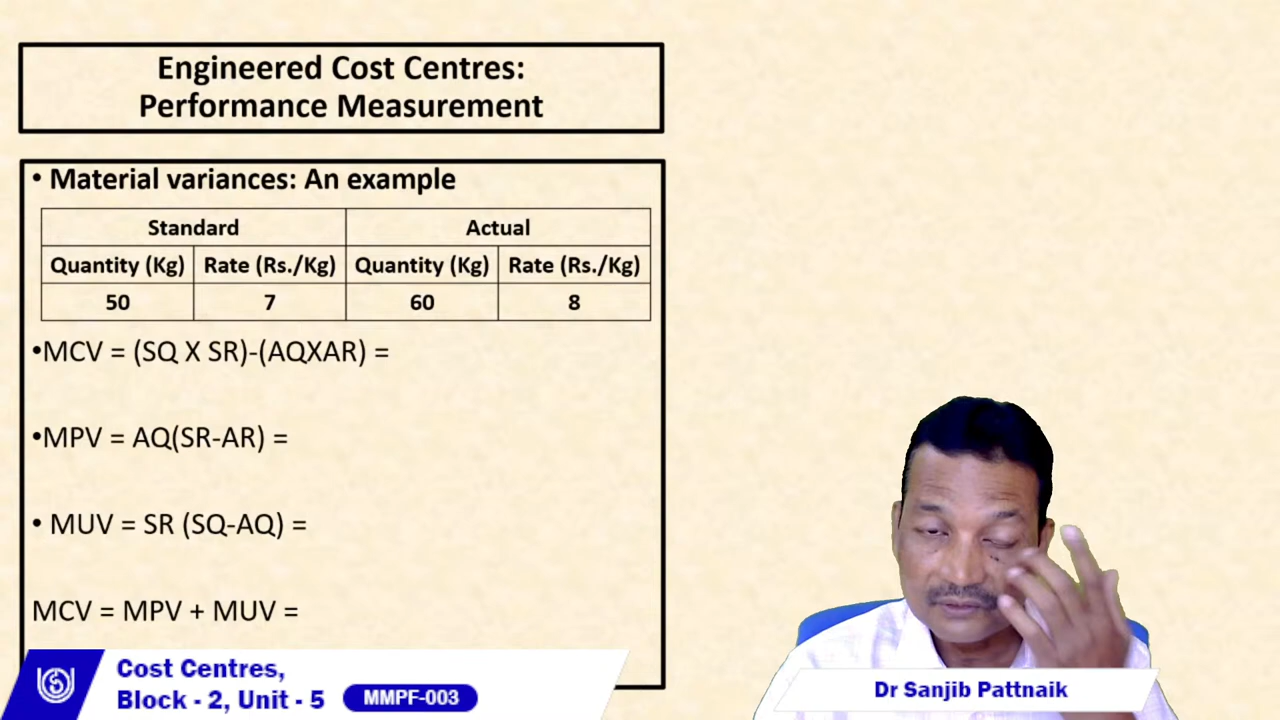 Engineered Cost Centres:
Performance Measurement
• Material variances: An example
Standard Actual
Quantity (Kg) Rate (Rs./Kg) Quantity (Kg) Rate (Rs./Kg)
50 7 60 8
•MCV = (SQ X SR)-(AQXAR) =
•MPV = AQ(SR-AR) =
• MUV = SR (SQ-AQ) =
MCV = MPV + MUV =
Cost Centres,
Block - 2, Unit - 5 MMPF-003
Dr Sanjib Pattnaik